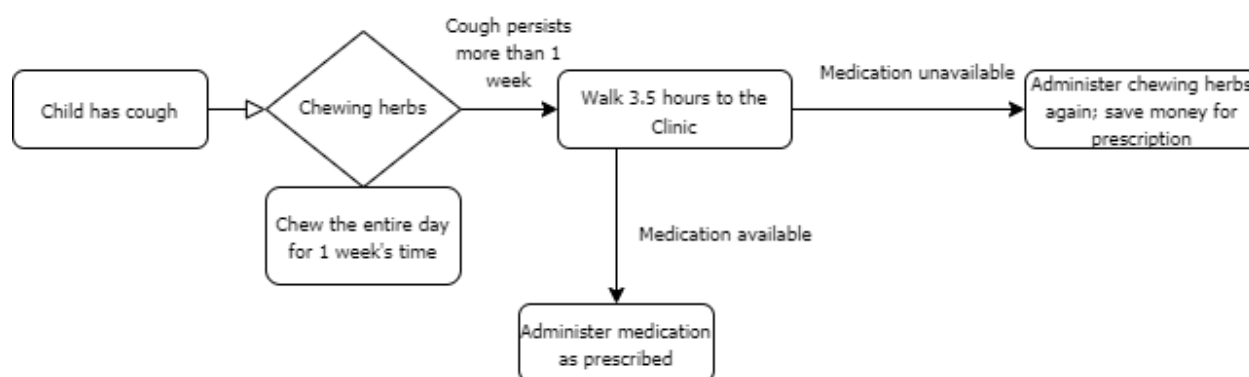 Child has cough
Chewing herbs
Chew the entire day
for 1 week's time
Cough persists
more than 1
week
Walk 3.5 hours to the
Clinic
Medication unavailable
Administer chewing herbs
again; save money for
prescription
Medication available
Administer medication
as prescribed